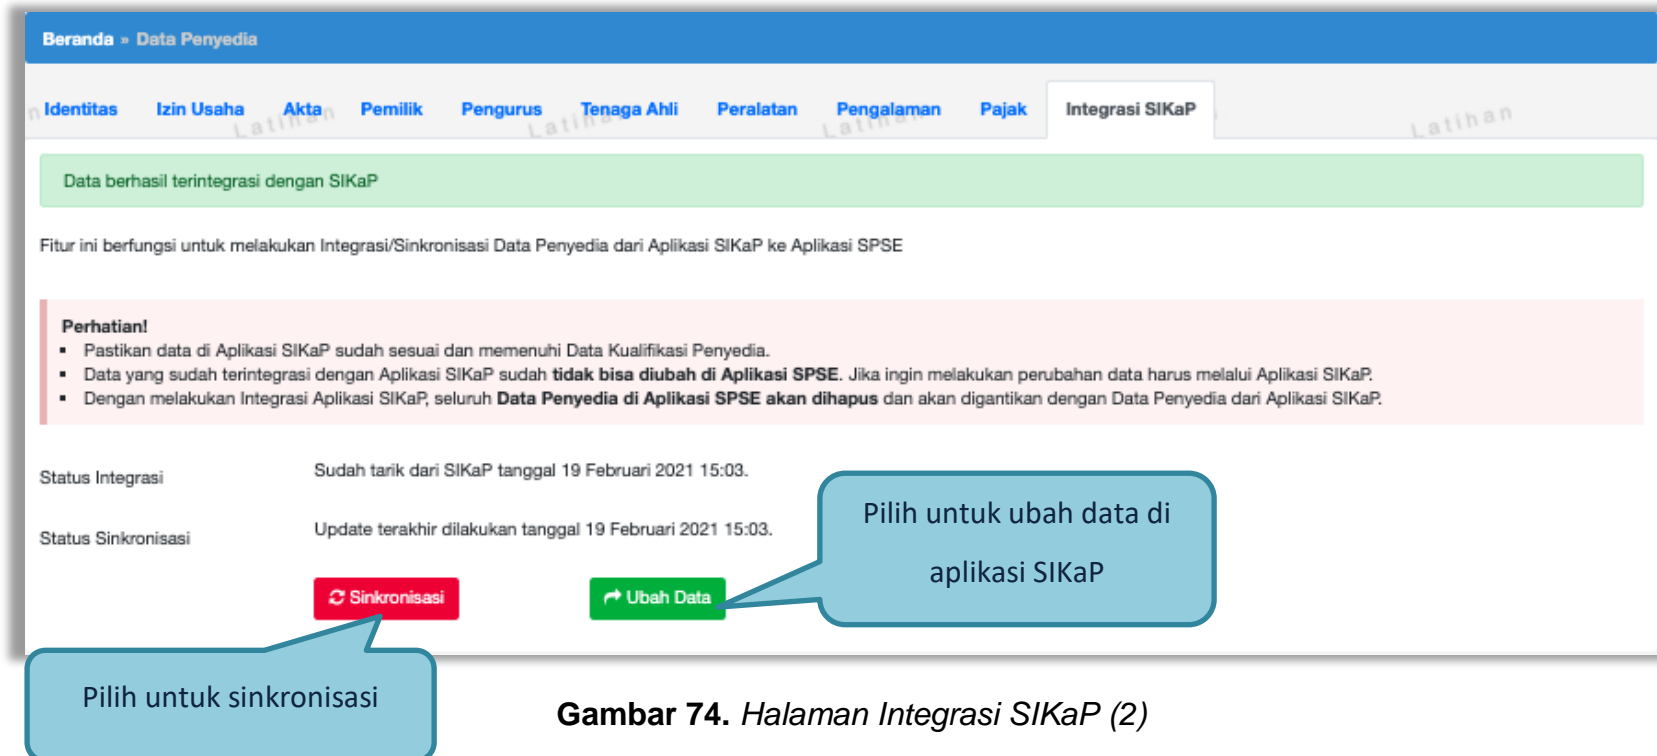 Beranda » Data Penyedia
Identitas Izin Usaha Akta Pemilik Pengurus Tenaga Ahli Peralatan Pengalaman Pajak Integrasi SIKaP
Latihan Latihan Latihan Latihan
Data berhasil terintegrasi dengan SIKaP
Fitur ini berfungsi untuk melakukan Integrasi/Sinkronisasi Data Penyedia dari Aplikasi SIKaP ke Aplikasi SPSE
Perhatian!
▪ Pastikan data di Aplikasi SIKaP sudah sesuai dan memenuhi Data Kualifikasi Penyedia.
▪ Data yang sudah terintegrasi dengan Aplikasi SIKaP sudah tidak bisa diubah di Aplikasi SPSE. Jika ingin melakukan perubahan data harus melalui Aplikasi SIKaP.
▪ Dengan melakukan Integrasi Aplikasi SIKaP, seluruh Data Penyedia di Aplikasi SPSE akan dihapus dan akan digantikan dengan Data Penyedia dari Aplikasi SIKaP.
Status Integrasi Sudah tarik dari SIKaP tanggal 19 Februari 2021 15:03.
Status Sinkronisasi Update terakhir dilakukan tanggal 19 Februari 2021 15:03.
Pilih untuk ubah data di
aplikasi SIKaP
Sinkronisasi Ubah Data
Pilih untuk sinkronisasi
Gambar 74. Halaman Integrasi SIKaP (2)